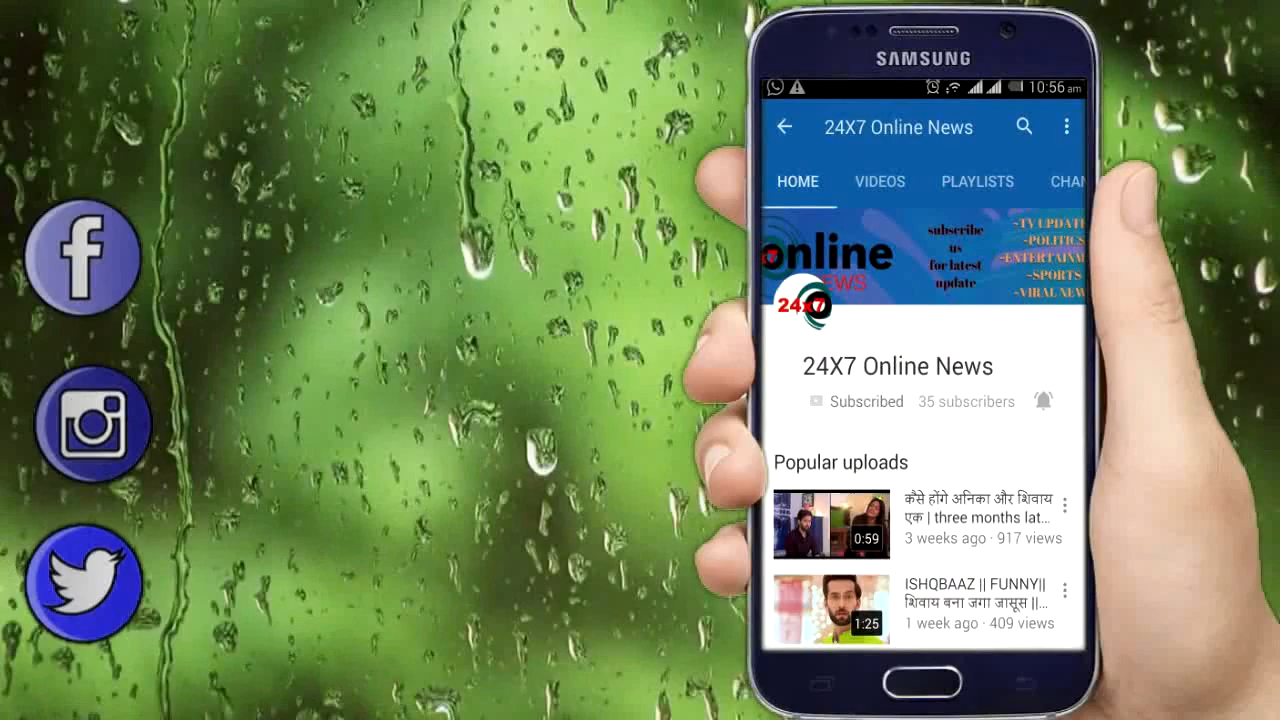 SAMSUNG
10:56 am
24X7 Online News
HOME VIDEOS PLAYLISTS CHAN
online
NEWS
subscribe
us
for latest
update
~TV UPDATE
~POLITICS
~ENTERTAINM
~SPORTS
~VIRAL NEW
24x7
24X7 Online News
Subscribed 35 subscribers
Popular uploads
कैसे होंगे अनिका और शिवाय
एक | three months lat...
3 weeks ago · 917 views
0:59
ISHQBAAZ || FUNNY||
शिवाय बना जगा जासूस ||...
1 week ago · 409 views
1:25
f